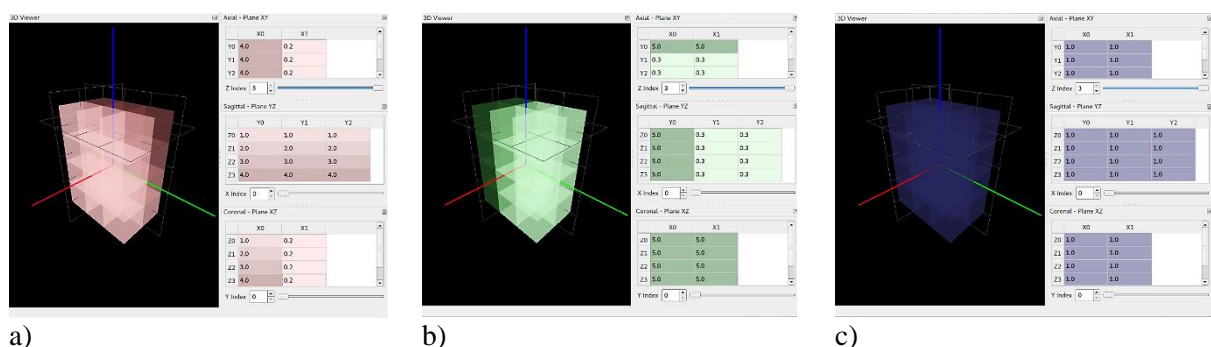 3D Viewer
Axial - Plane XY
X0 X1
Y0 4.0 0.2
Y1 4.0 0.2
Y2 4.0 0.2
Z Index 3
Sagittal - Plane YZ
Y0 Y1 Y2
Z0 1.0 1.0 1.0
Z1 2.0 2.0 2.0
Z2 3.0 3.0 3.0
Z3 4.0 4.0 4.0
X Index 0
Coronal - Plane XZ
X0 X1
Z0 1.0 0.2
Z1 2.0 0.2
Z2 3.0 0.2
Z3 4.0 0.2
Y Index 0
a)
3D Viewer
Axial - Plane XY
X0 X1
Y0 5.0 5.0
Y1 0.3 0.3
Y2 0.3 0.3
Z Index 3
Sagittal - Plane YZ
Y0 Y1 Y2
Z0 5.0 0.3 0.3
Z1 5.0 0.3 0.3
Z2 5.0 0.3 0.3
Z3 5.0 0.3 0.3
X Index 0
Coronal - Plane XZ
X0 X1
Z0 5.0 5.0
Z1 5.0 5.0
Z2 5.0 5.0
Z3 5.0 5.0
Y Index 0
b)
3D Viewer
Axial - Plane XY
X0 X1
Y0 1.0 1.0
Y1 1.0 1.0
Y2 1.0 1.0
Z Index 3
Sagittal - Plane YZ
Y0 Y1 Y2
Z0 1.0 1.0 1.0
Z1 1.0 1.0 1.0
Z2 1.0 1.0 1.0
Z3 1.0 1.0 1.0
X Index 0
Coronal - Plane XZ
X0 X1
Z0 1.0 1.0
Z1 1.0 1.0
Z2 1.0 1.0
Z3 1.0 1.0
Y Index 0
c)